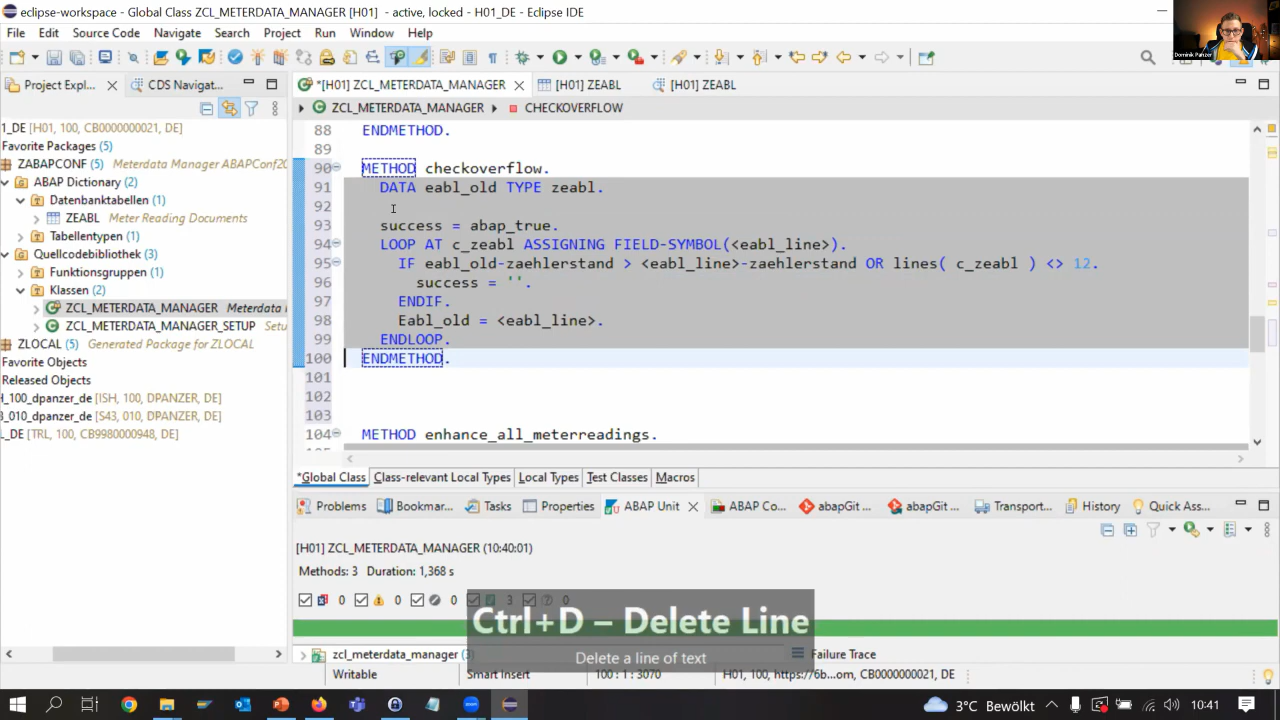 eclipse-workspace - Global Class ZCL_METERDATA_MANAGER [H01] - active, locked - H01_DE - Eclipse IDE
Dominik Panzer
File Edit Source Code Navigate Search Project Run Window Help
Project Expl... CDS Navigat...
*[H01] ZCL_METERDATA_MANAGER [H01] ZEABL [H01] ZEABL
ZCL_METERDATA_MANAGER CHECKOVERFLOW
1_DE [H01, 100, CB0000000021, DE]
Favorite Packages (5)
ZABAPCONF (5) Meterdata Manager ABAPConf20
ABAP Dictionary (2)
Datenbanktabellen (1)
ZEABL (1) Meter Reading Documents
Tabellentypen (1)
Quellcodebibliothek (3)
Funktionsgruppen (1)
Klassen (2)
ZCL_METERDATA_MANAGER Meterdata
ZCL_METERDATA_MANAGER_SETUP Setu
ZLOCAL (1) Generated Package for ZLOCAL
Favorite Objects
Released Objects
H_100_dpanzer_de [ISH, 100, DPANZER, DE]
3_010_dpanzer_de [S43, 010, DPANZER, DE]
L_DE [TRL, 100, CB9980000948, DE]
88 ENDMETHOD.
89
90 METHOD checkoverflow.
91 DATA eabl_old TYPE zeabl.
92
93 success = abap_true.
94 LOOP AT c_zeabl ASSIGNING FIELD-SYMBOL(<eabl_line>).
95 IF eabl_old-zaehlerstand > <eabl_line>-zaehlerstand OR lines( c_zeabl ) <> 12.
96 success = ''.
97 ENDIF.
98 Eabl_old = <eabl_line>.
99 ENDLOOP.
100 ENDMETHOD.
101
102
103
104 METHOD enhance_all_meterreadings.
*Global Class Class-relevant Local Types Local Types Test Classes Macros
Problems Bookmar... Tasks Properties ABAP Unit ABAP Co... abapGit ... abapGit ... Transport... History Quick Ass...
[H01] ZCL_METERDATA_MANAGER (10:40:01)
Methods: 3 Duration: 1,368 s
0 0 0 3 0
Ctrl+D – Delete Line
Delete a line of text
zcl_meterdata_manager (3) Failure Trace
Writable Smart Insert 100 : 1 : 3070 H01, 100, https://6b...om, CB0000000021, DE
3°C Bewölkt 10:41